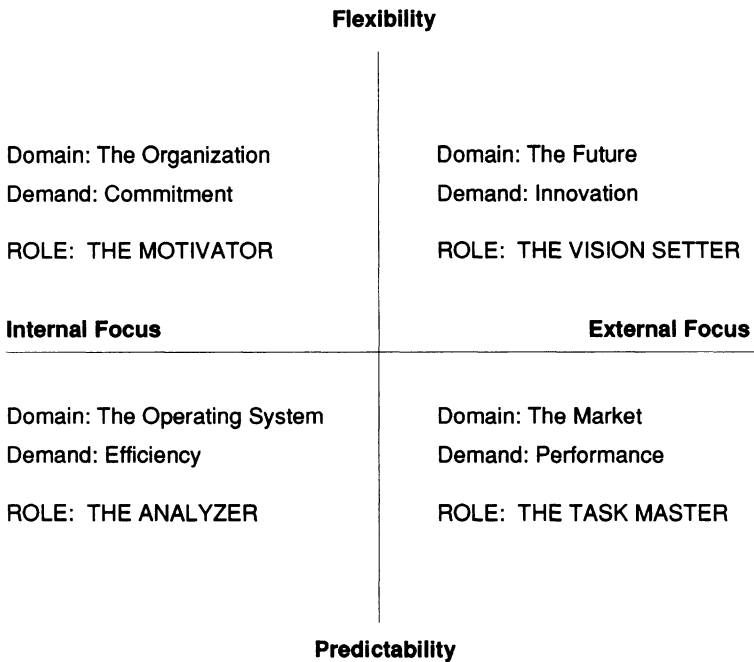 Flexibility
Domain: The Organization
Demand: Commitment
ROLE: THE MOTIVATOR
Domain: The Future
Demand: Innovation
ROLE: THE VISION SETTER
Internal Focus
External Focus
Domain: The Operating System
Demand: Efficiency
ROLE: THE ANALYZER
Domain: The Market
Demand: Performance
ROLE: THE TASK MASTER
Predictability